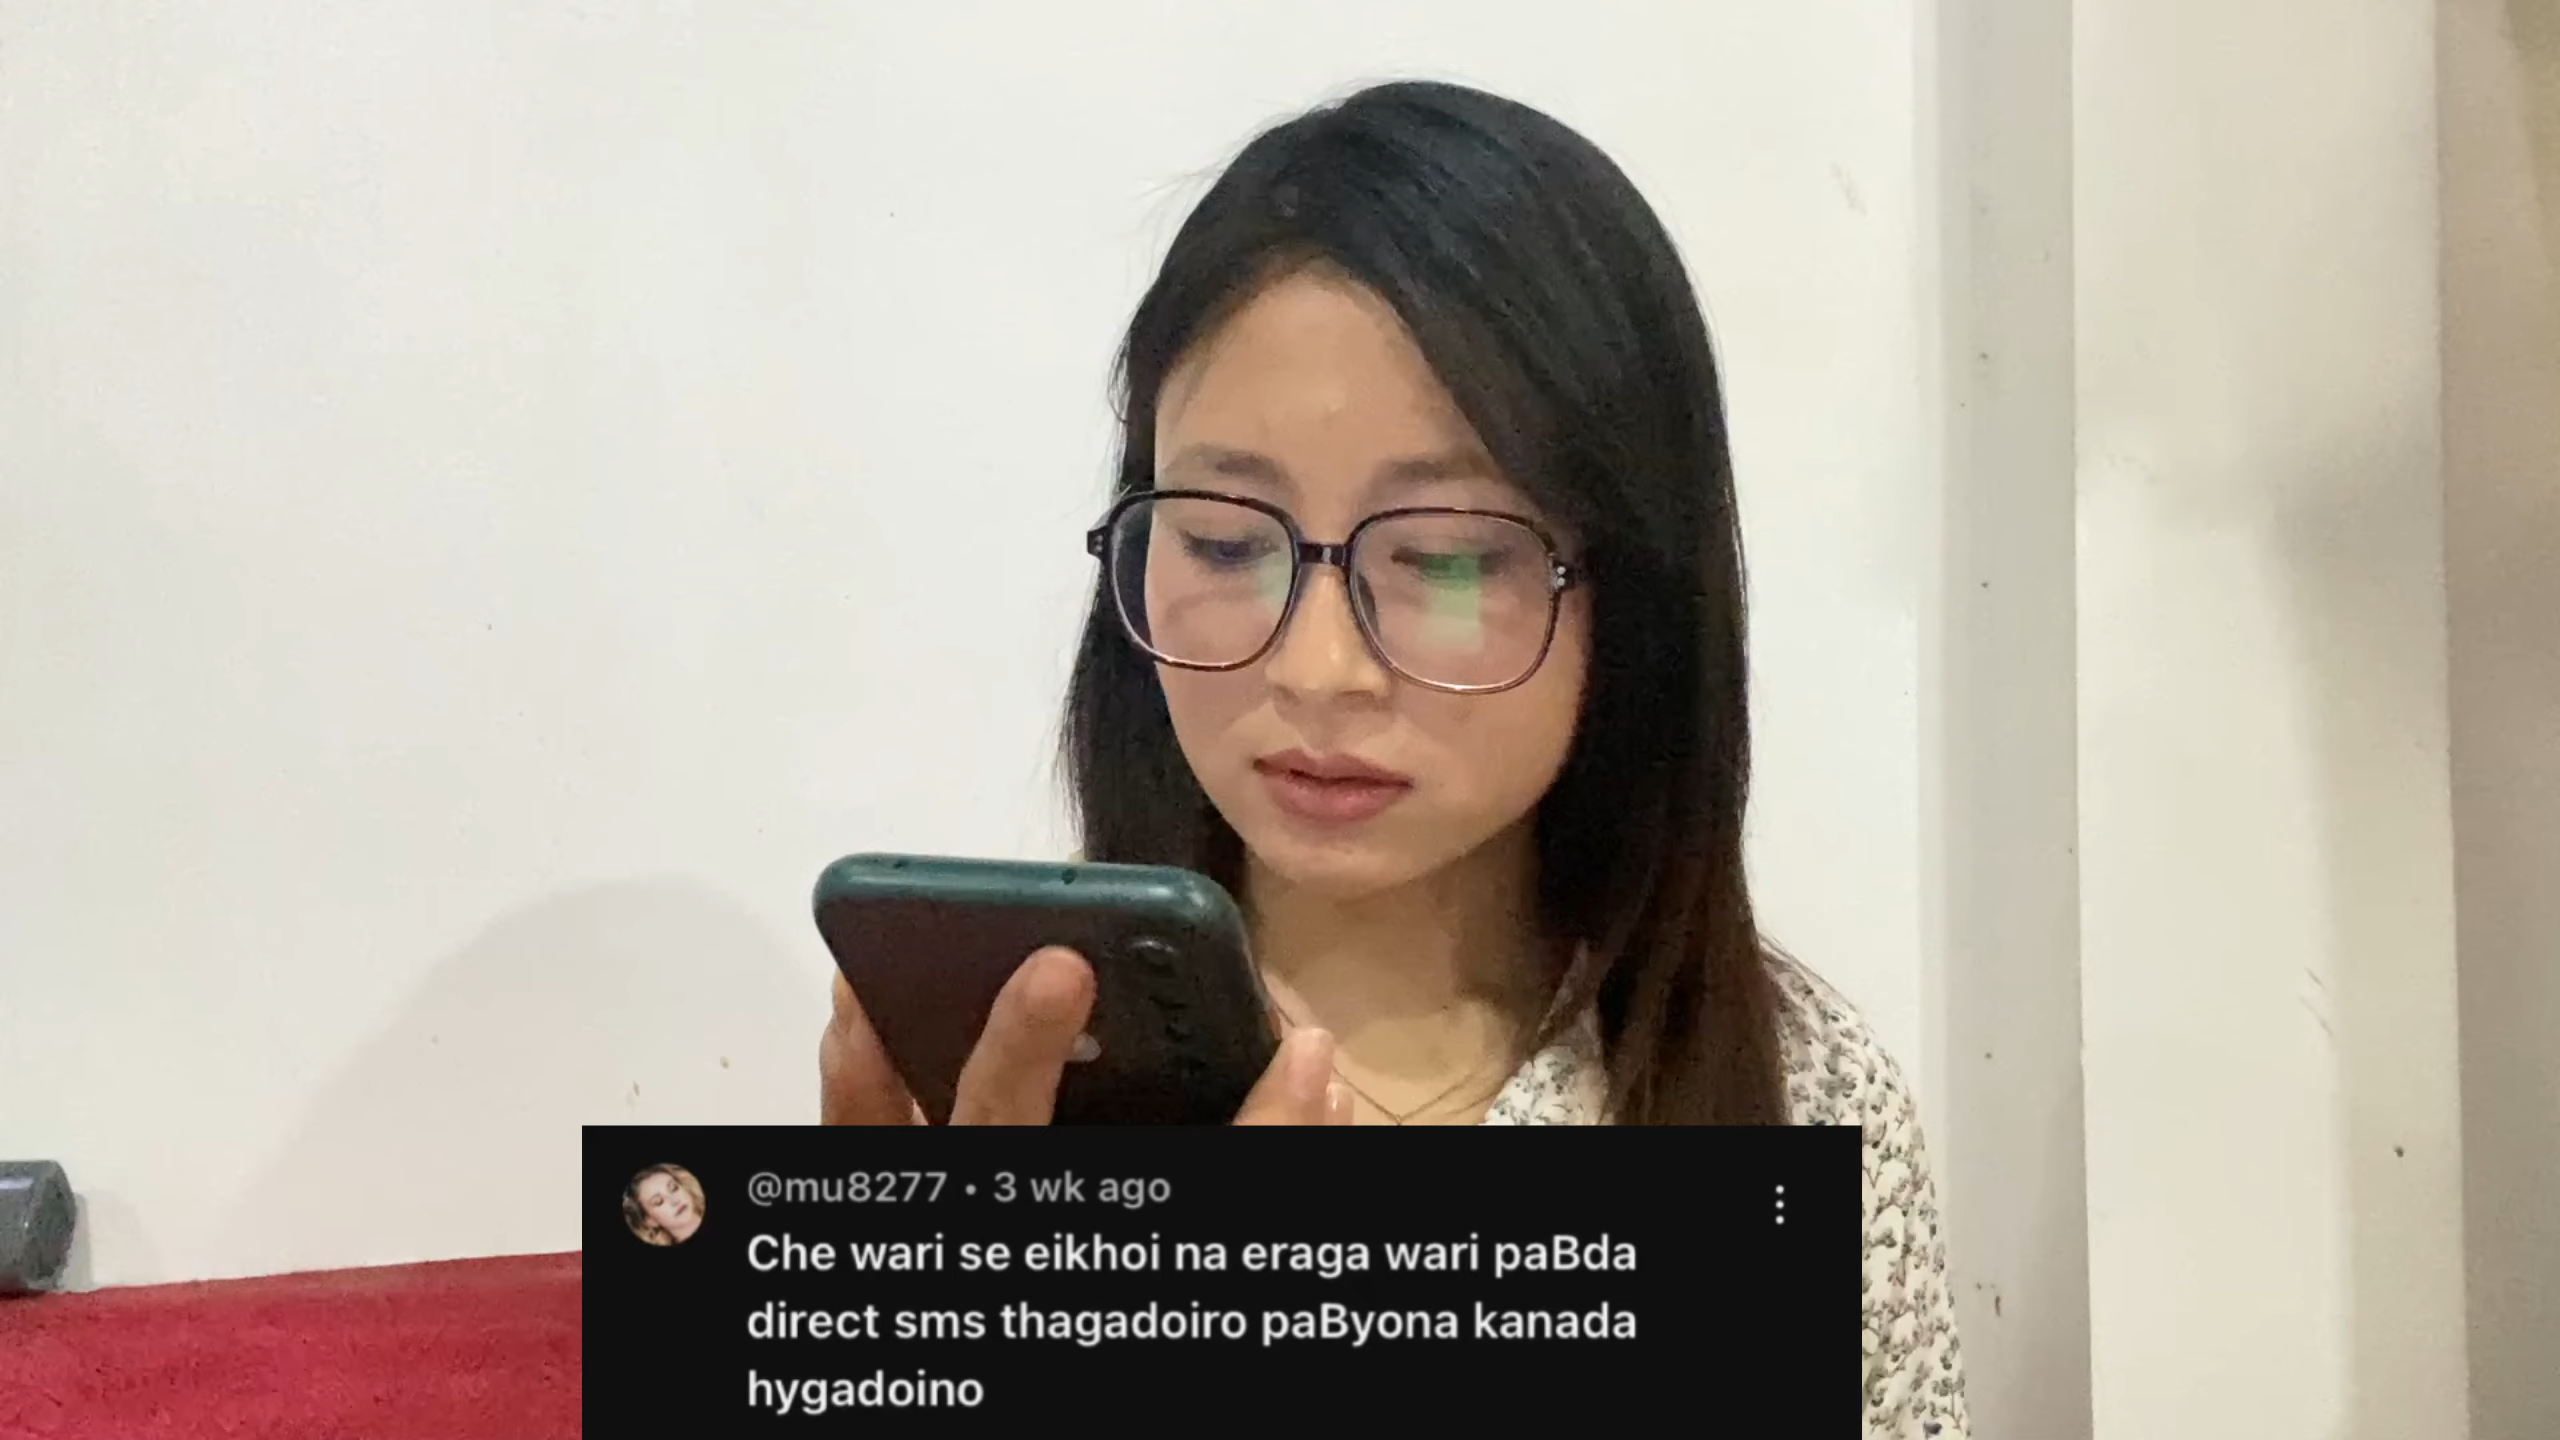 @mu8277 • 3 wk ago
Che wari se eikhoi na eraga wari paBda
direct sms thagadoiro paByona kanada
hygadoino